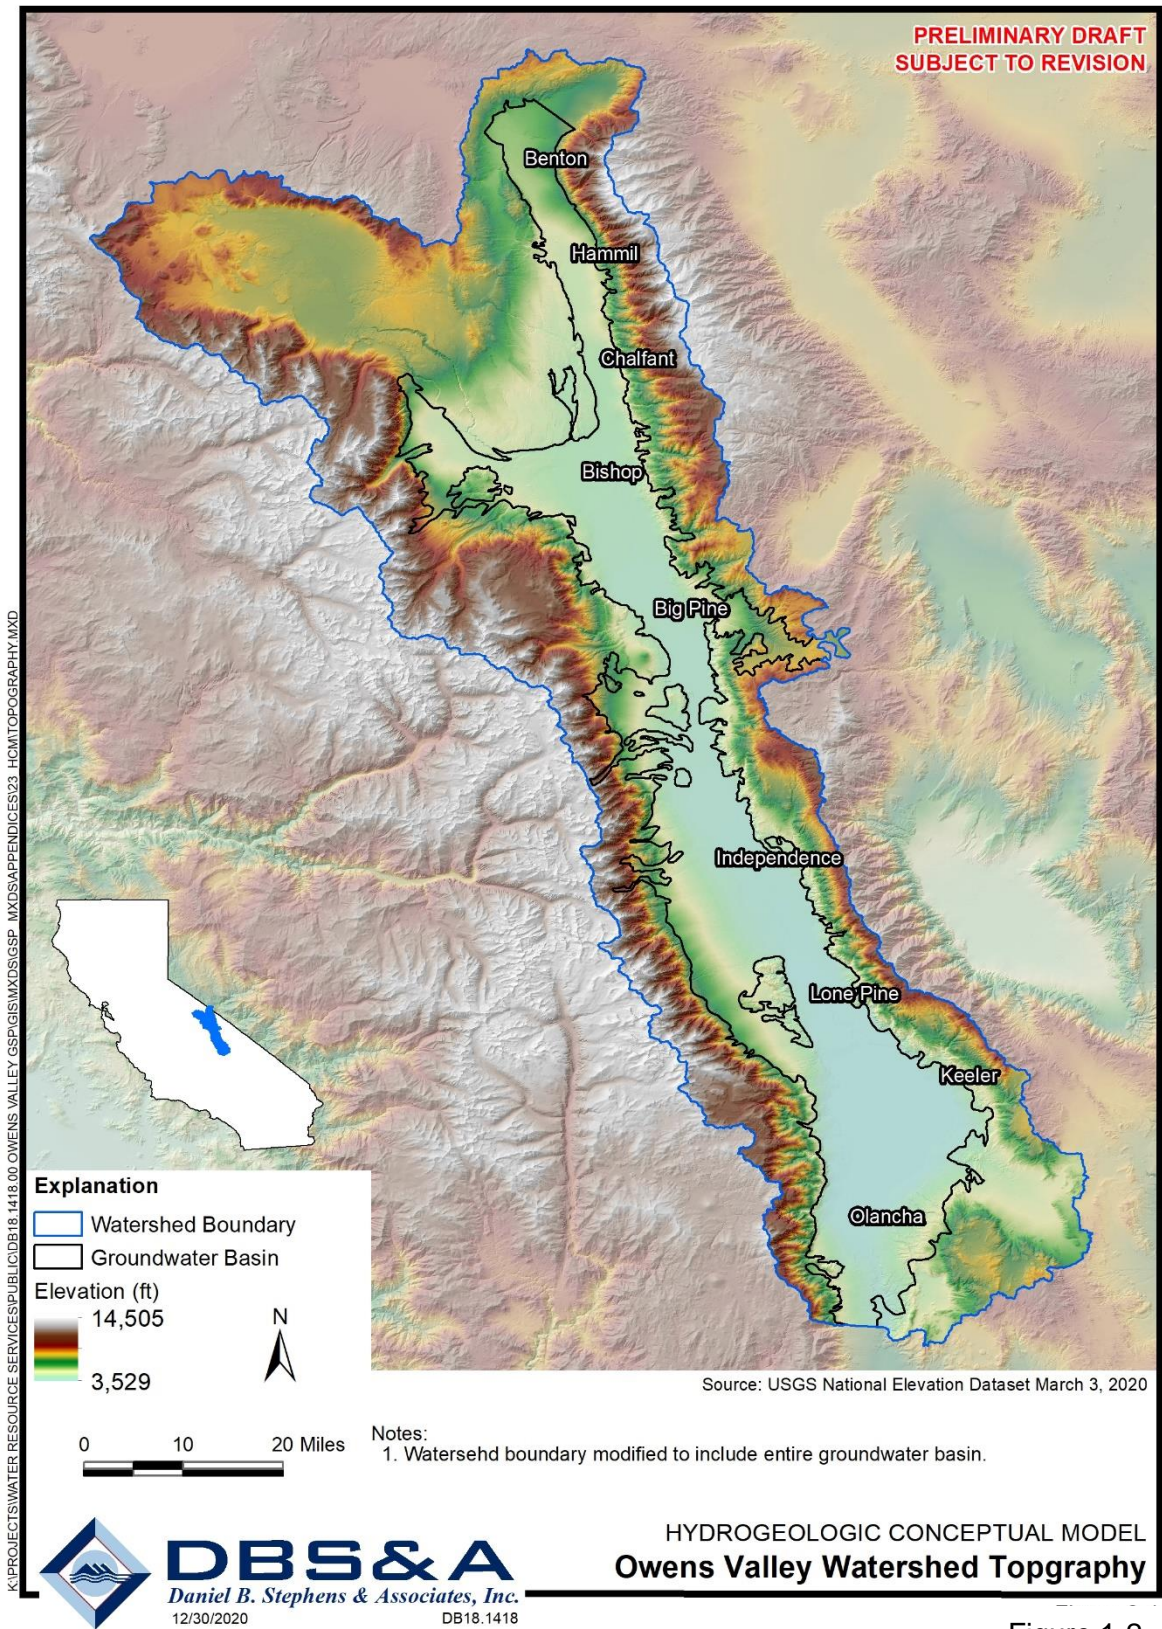 PRELIMINARY DRAFT
SUBJECT TO REVISION
Benton
Hammil
Chalfant
Bishop
Big Pine
Independence
Lone Pine
Keeler
Olancha
K:\PROJECTS\WATER RESOURCE SERVICES\PUBLIC\DB18.1418.00 OWENS VALLEY GSP\GIS\MXDS\GSP_MXDS\APPENDICES\23_HCM\TOPOGRAPHY.MXD
Explanation
Watershed Boundary
Groundwater Basin
Elevation (ft)
14,505
3,529
N
Source: USGS National Elevation Dataset March 3, 2020
0 10 20 Miles
Notes:
1. Watersehd boundary modified to include entire groundwater basin.
HYDROGEOLOGIC CONCEPTUAL MODEL
Owens Valley Watershed Topgraphy
DBS&A
Daniel B. Stephens & Associates, Inc.
12/30/2020 DB18.1418